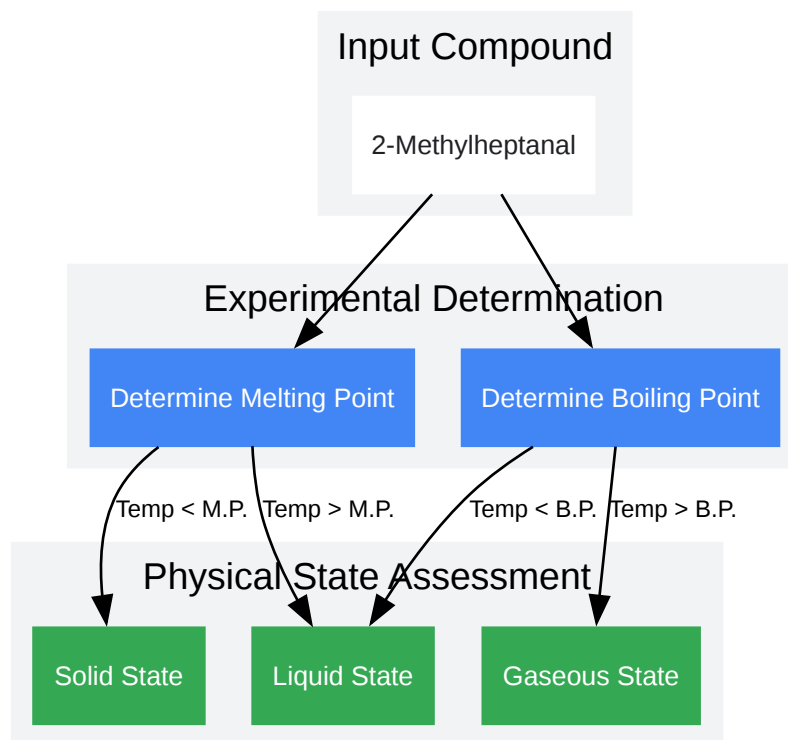 Input Compound
2-Methylheptanal
Experimental Determination
Determine Melting Point
Determine Boiling Point
Temp < M.P.
Temp > M.P.
Temp < B.P.
Temp > B.P.
Physical State Assessment
Solid State
Liquid State
Gaseous State